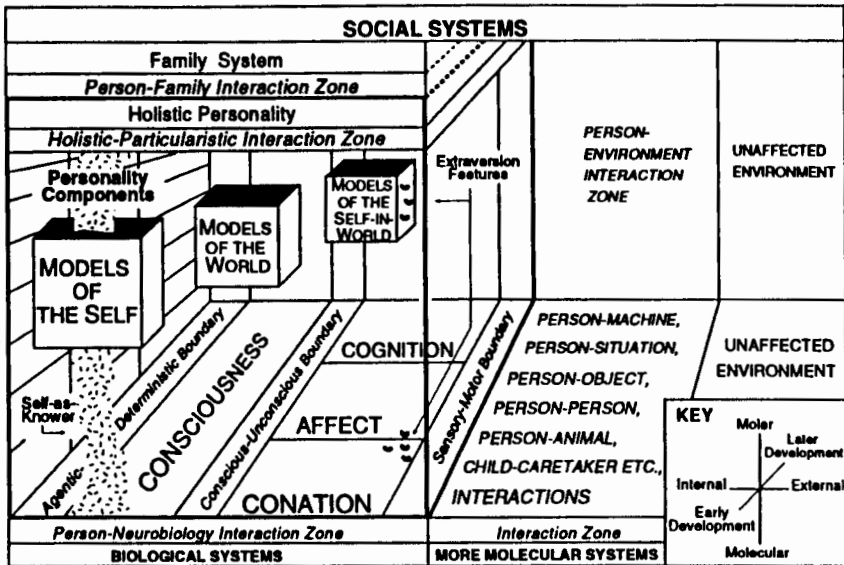 SOCIAL SYSTEMS
Family System
Person-Family Interaction Zone
Holistic Personality
Holistic-Particularistic Interaction Zone
Personality
Components
MODELS
OF
THE SELF
MODELS
OF THE
WORLD
MODELS
OF THE
SELF-IN-
WORLD
Extraversion
Features
PERSON-
ENVIRONMENT
INTERACTION
ZONE
UNAFFECTED
ENVIRONMENT
Self-as-
Knower
Agentic-
Deterministic Boundary
CONSCIOUSNESS
Conscious-Unconscious Boundary
COGNITION
AFFECT
CONATION
Sensory-Motor Boundary
PERSON-MACHINE,
PERSON-SITUATION,
PERSON-OBJECT,
PERSON-PERSON,
PERSON-ANIMAL,
CHILD-CARETAKER ETC.,
INTERACTIONS
UNAFFECTED
ENVIRONMENT
KEY
Molar
Later
Development
Internal
External
Early
Development
Molecular
Person-Neurobiology Interaction Zone
Interaction Zone
BIOLOGICAL SYSTEMS
MORE MOLECULAR SYSTEMS